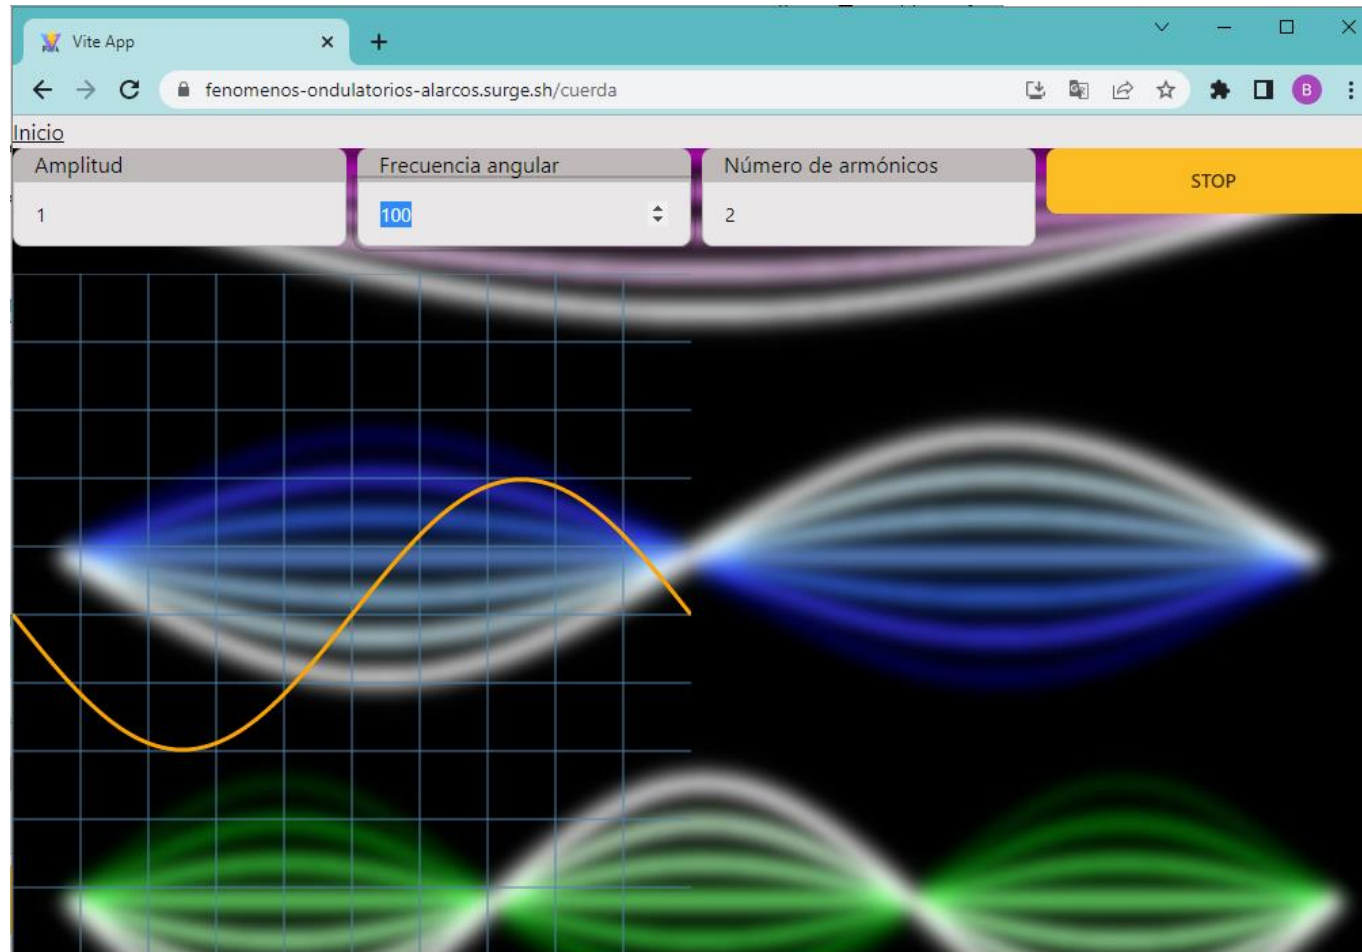 Vite App
fenomenos-ondulatorios-alarcos.surge.sh/cuerda
B
Inicio
Amplitud
Frecuencia angular
Número de armónicos
STOP
1
100
2